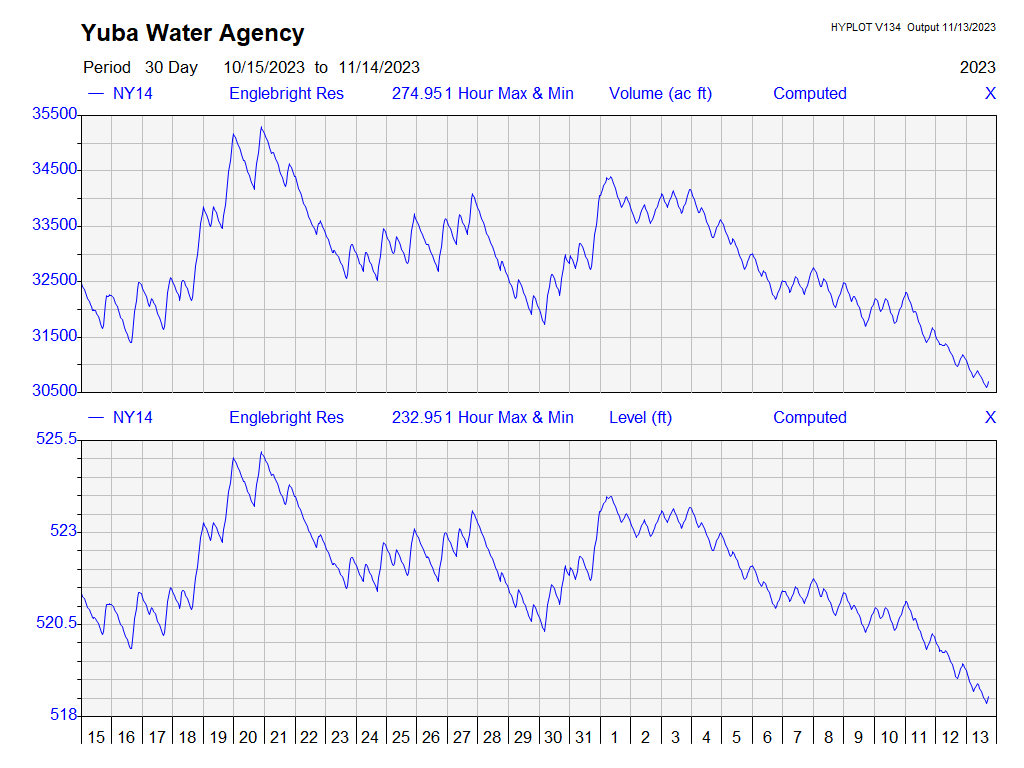 Yuba Water Agency
HYPLOT V134 Output 11/13/2023
Period 30 Day 10/15/2023 to 11/14/2023 2023
NY14 Englebright Res 274.951 Hour Max & Min Volume (ac ft) Computed X
35500
34500
33500
32500
31500
30500
NY14 Englebright Res 232.951 Hour Max & Min Level (ft) Computed X
525.5
523
520.5
518
15 16 17 18 19 20 21 22 23 24 25 26 27 28 29 30 31 1 2 3 4 5 6 7 8 9 10 11 12 13